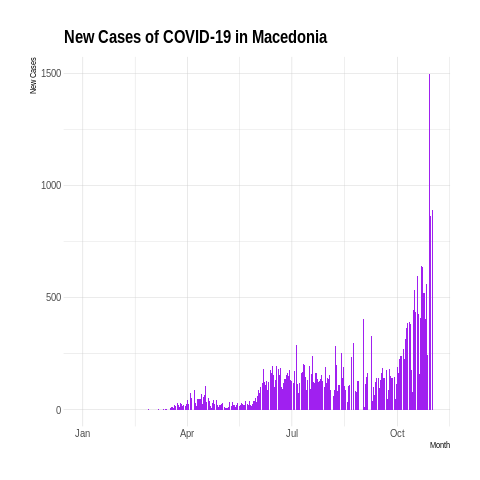 New Cases of COVID-19 in Macedonia
New Cases
1500
1000
500
0
Jan Apr Jul Oct
Month